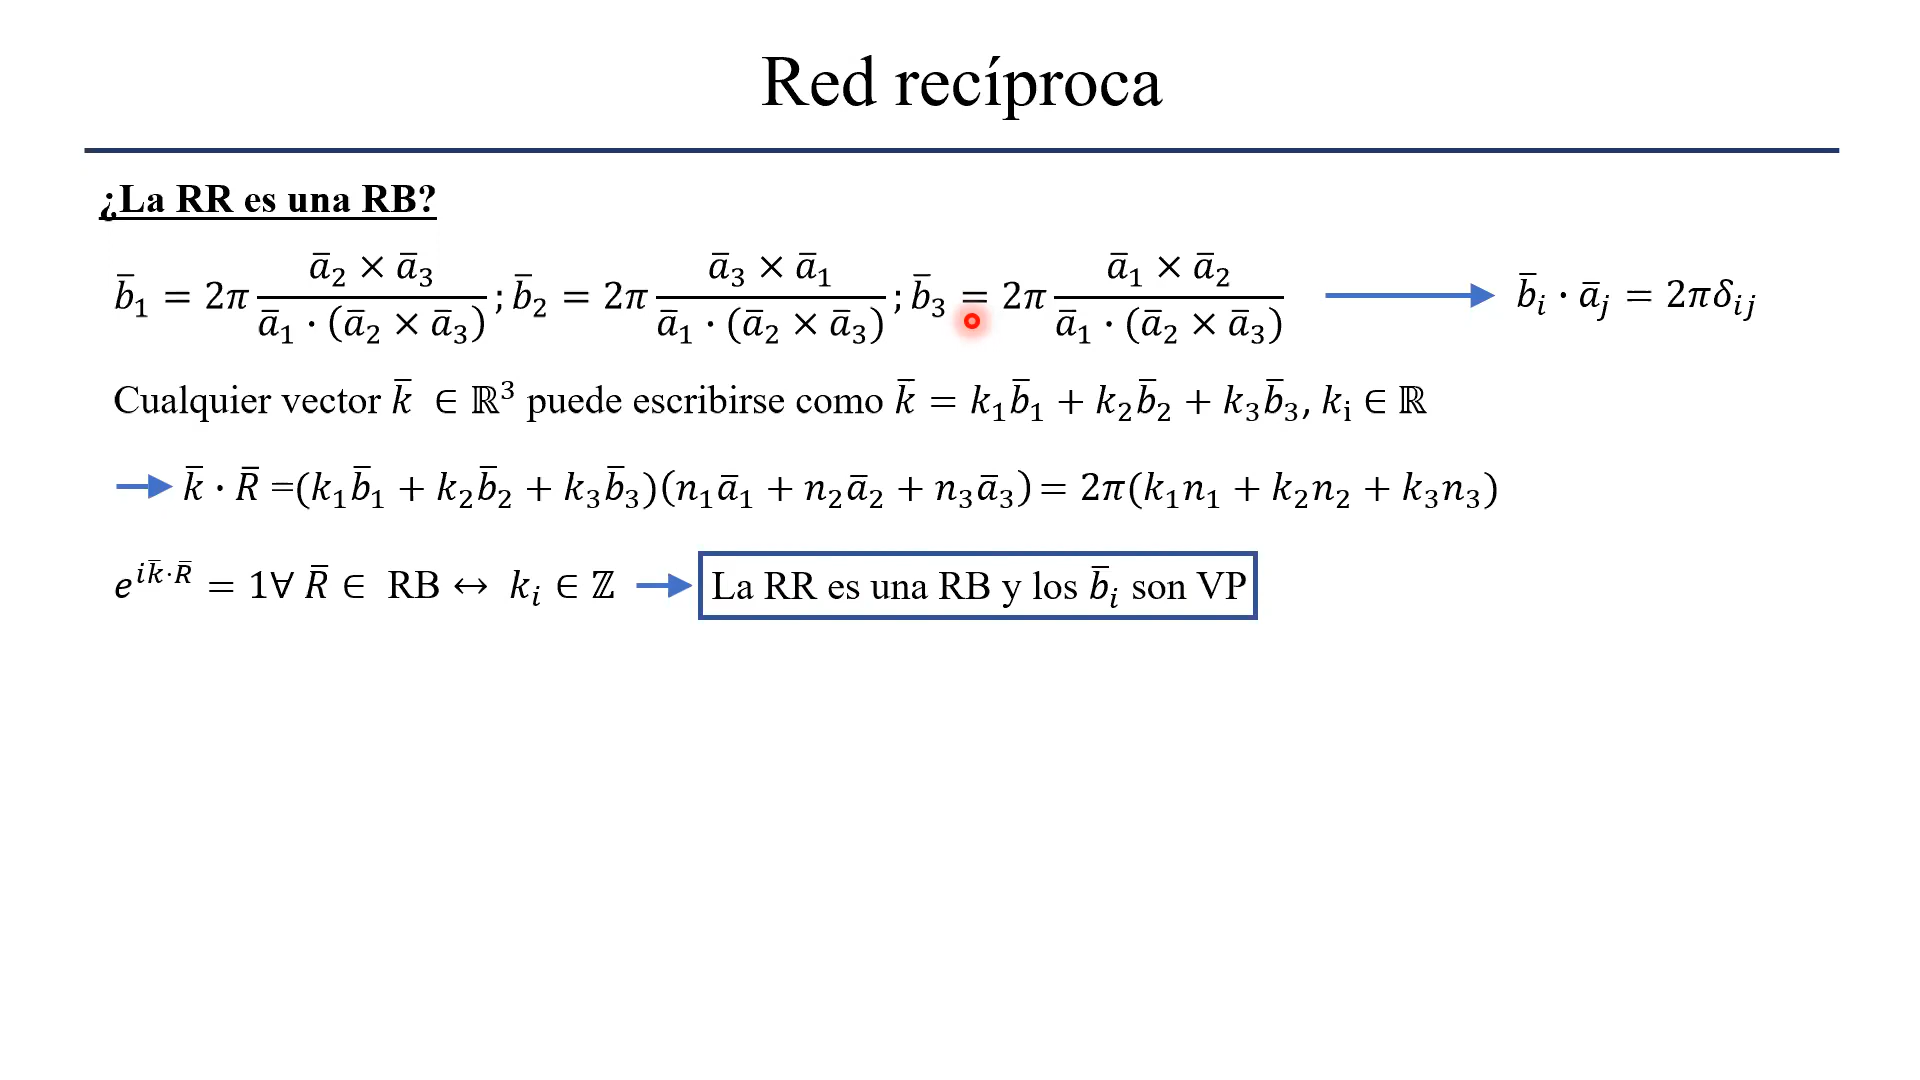 Red recíproca
¿La RR es una RB?
b̄₁ = 2π (ā₂ × ā₃)/(ā₁ · (ā₂ × ā₃)) ; b̄₂ = 2π (ā₃ × ā₁)/(ā₁ · (ā₂ × ā₃)) ; b̄₃ = 2π (ā₁ × ā₂)/(ā₁ · (ā₂ × ā₃)) → b̄ᵢ · āⱼ = 2πδᵢⱼ
Cualquier vector k̄ ∈ ℝ³ puede escribirse como k̄ = k₁b̄₁ + k₂b̄₂ + k₃b̄₃, kᵢ ∈ ℝ
→ k̄ · R̄ =(k₁b̄₁ + k₂b̄₂ + k₃b̄₃)(n₁ā₁ + n₂ā₂ + n₃ā₃) = 2π(k₁n₁ + k₂n₂ + k₃n₃)
e^{ik̄·R̄} = 1∀ R̄ ∈ RB ↔ kᵢ ∈ ℤ → La RR es una RB y los b̄ᵢ son VP